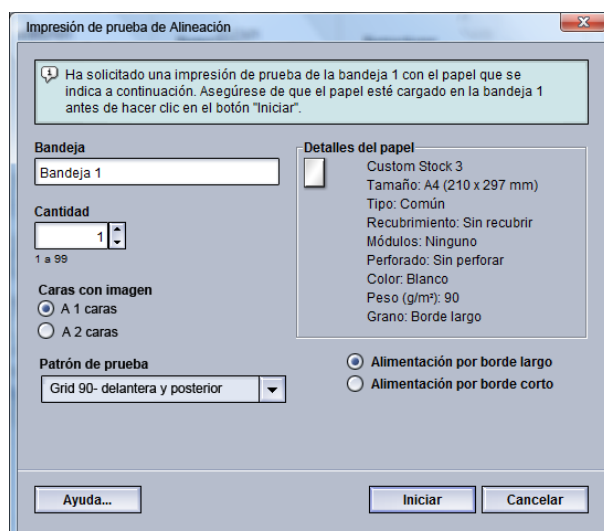 Impresión de prueba de Alineación
Ha solicitado una impresión de prueba de la bandeja 1 con el papel que se
indica a continuación. Asegúrese de que el papel esté cargado en la bandeja 1
antes de hacer clic en el botón "Iniciar".
Bandeja
Bandeja 1
Cantidad
1
1 a 99
Caras con imagen
A 1 caras
A 2 caras
Patrón de prueba
Grid 90- delantera y posterior
Detalles del papel
Custom Stock 3
Tamaño: A4 (210 x 297 mm)
Tipo: Común
Recubrimiento: Sin recubrir
Módulos: Ninguno
Perforado: Sin perforar
Color: Blanco
Peso (g/m²): 90
Grano: Borde largo
Alimentación por borde largo
Alimentación por borde corto
Ayuda...
Iniciar
Cancelar